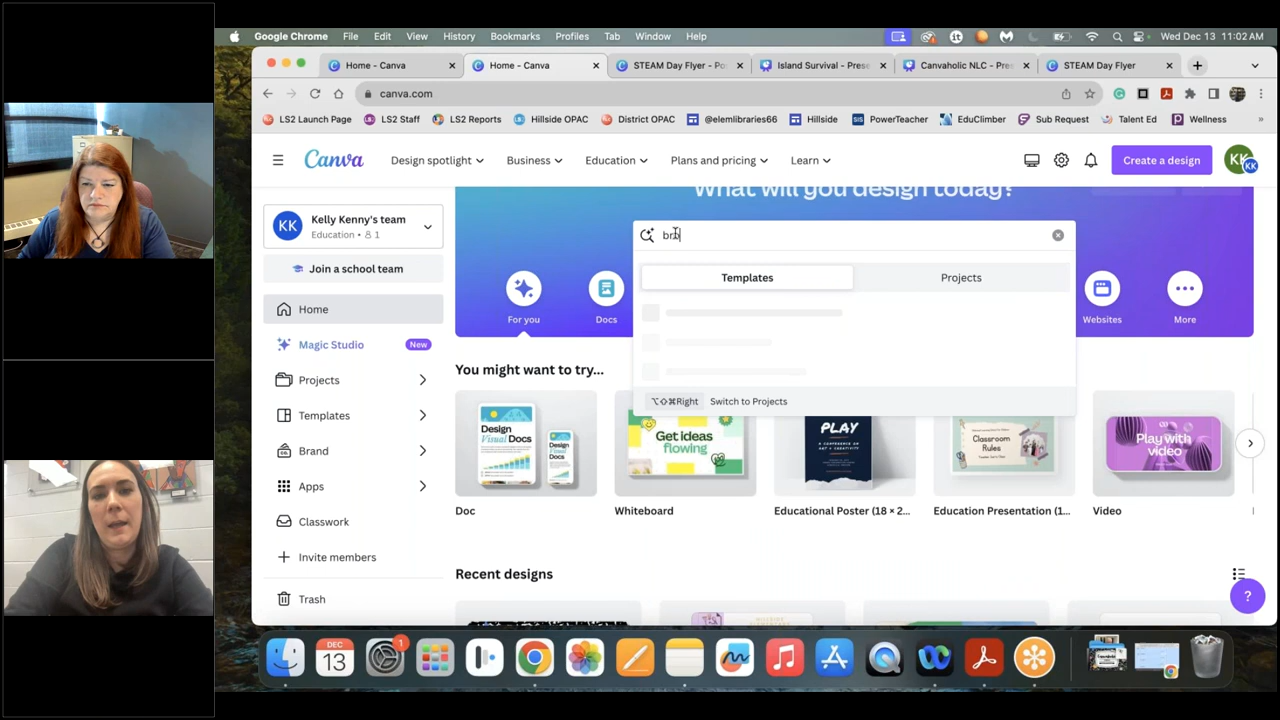 Google Chrome File Edit View History Bookmarks Profiles Tab Window Help Wed Dec 13 11:02 AM
Home - Canva
Home - Canva
STEAM Day Flyer - Po
Island Survival - Prese
Canvaholic NLC - Pres
STEAM Day Flyer
canva.com
LS2 Launch Page LS2 Staff LS2 Reports Hillside OPAC District OPAC @elemlibraries66 Hillside PowerTeacher EduClimber Sub Request Talent Ed Wellness »
Canva Design spotlight Business Education Plans and pricing Learn Create a design KK KK
What will you design today?
KK Kelly Kenny's team
Education • 1
Join a school team
Home
Magic Studio New
Projects
Templates
Brand
Apps
Classwork
Invite members
Trash
Templates Projects
⌥⇧⌘Right Switch to Projects
For you Docs Websites More
You might want to try...
DESIGN Visual DOCS
Get ideas flowing
PLAY
Classroom Rules
Play with video
Doc Whiteboard Educational Poster (18 × 2... Education Presentation (1... Video
Recent designs
?
DEC
13
1